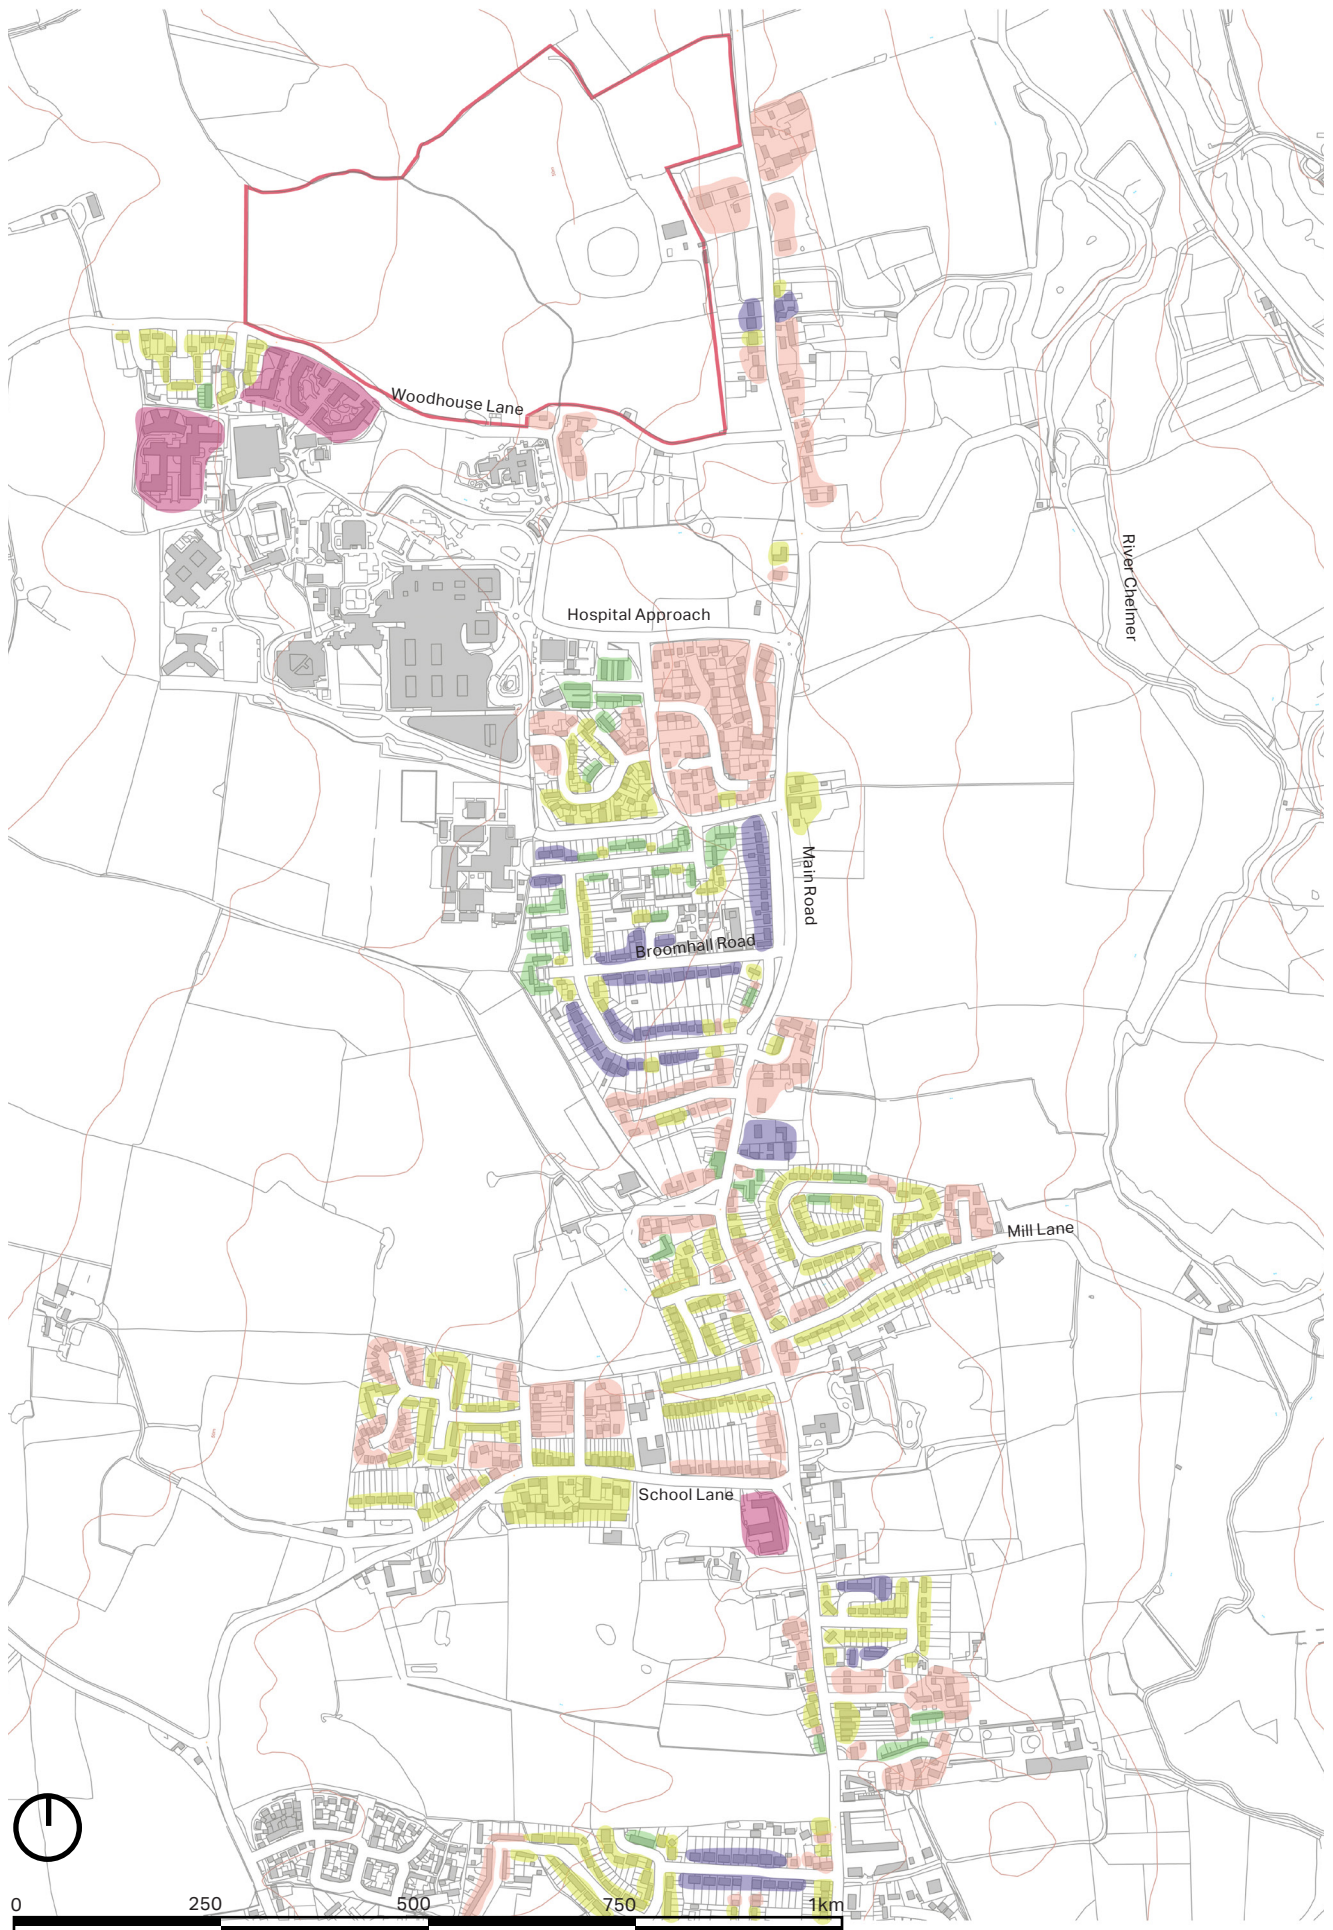 Woodhouse Lane
River Chelmer
Hospital Approach
Main Road
Broomhall Road
Mill Lane
School Lane
0 250 500 750 1km